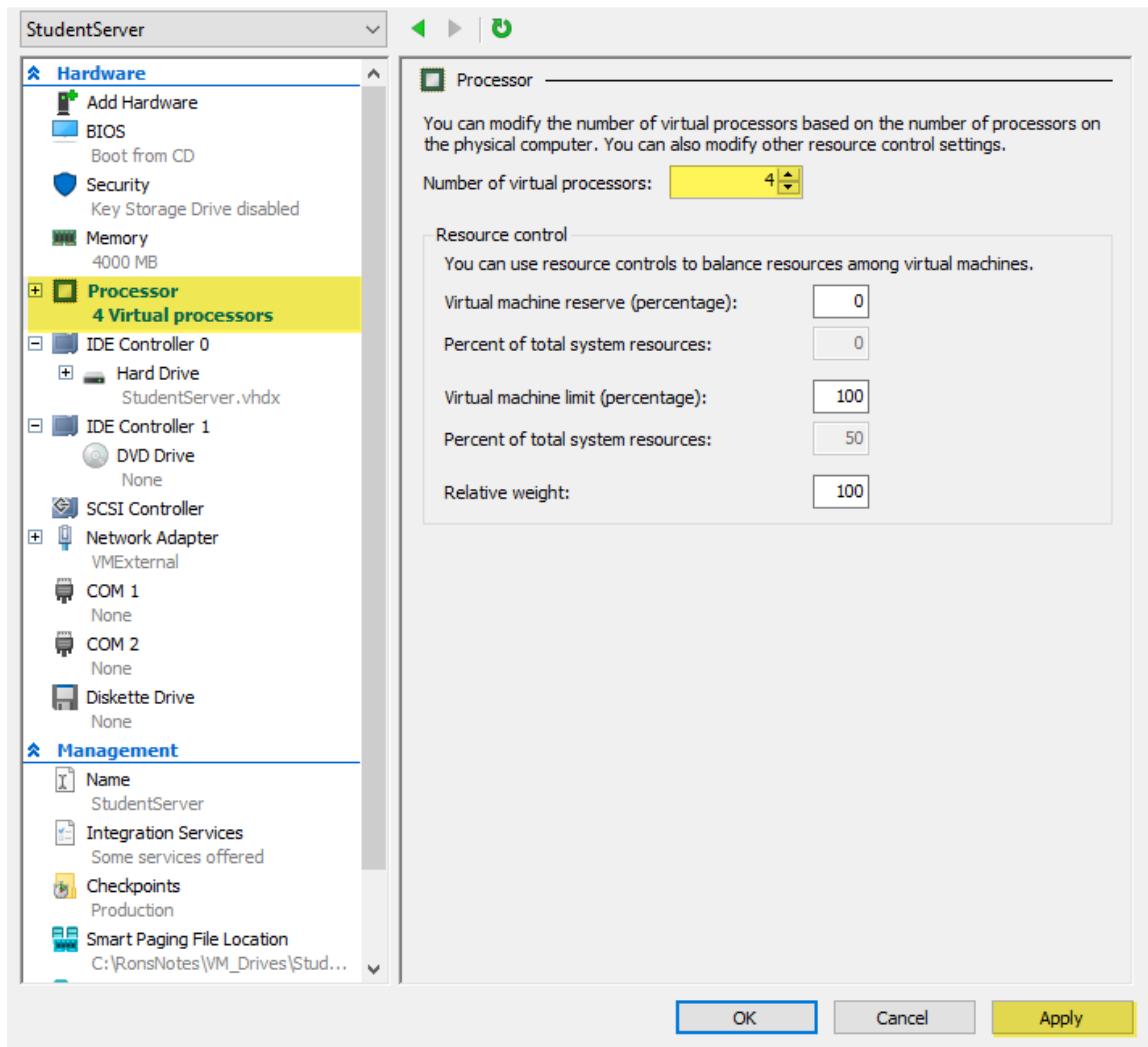 StudentServer
Hardware
Add Hardware
BIOS
Boot from CD
Security
Key Storage Drive disabled
Memory
4000 MB
Processor
4 Virtual processors
IDE Controller 0
Hard Drive
StudentServer.vhdx
IDE Controller 1
DVD Drive
None
SCSI Controller
Network Adapter
VMExternal
COM 1
None
COM 2
None
Diskette Drive
None
Management
Name
StudentServer
Integration Services
Some services offered
Checkpoints
Production
Smart Paging File Location
C:\RonsNotes\VM_Drives\Stud...
Processor
You can modify the number of virtual processors based on the number of processors on
the physical computer. You can also modify other resource control settings.
Number of virtual processors: 4
Resource control
You can use resource controls to balance resources among virtual machines.
Virtual machine reserve (percentage): 0
Percent of total system resources: 0
Virtual machine limit (percentage): 100
Percent of total system resources: 50
Relative weight: 100
OK Cancel Apply